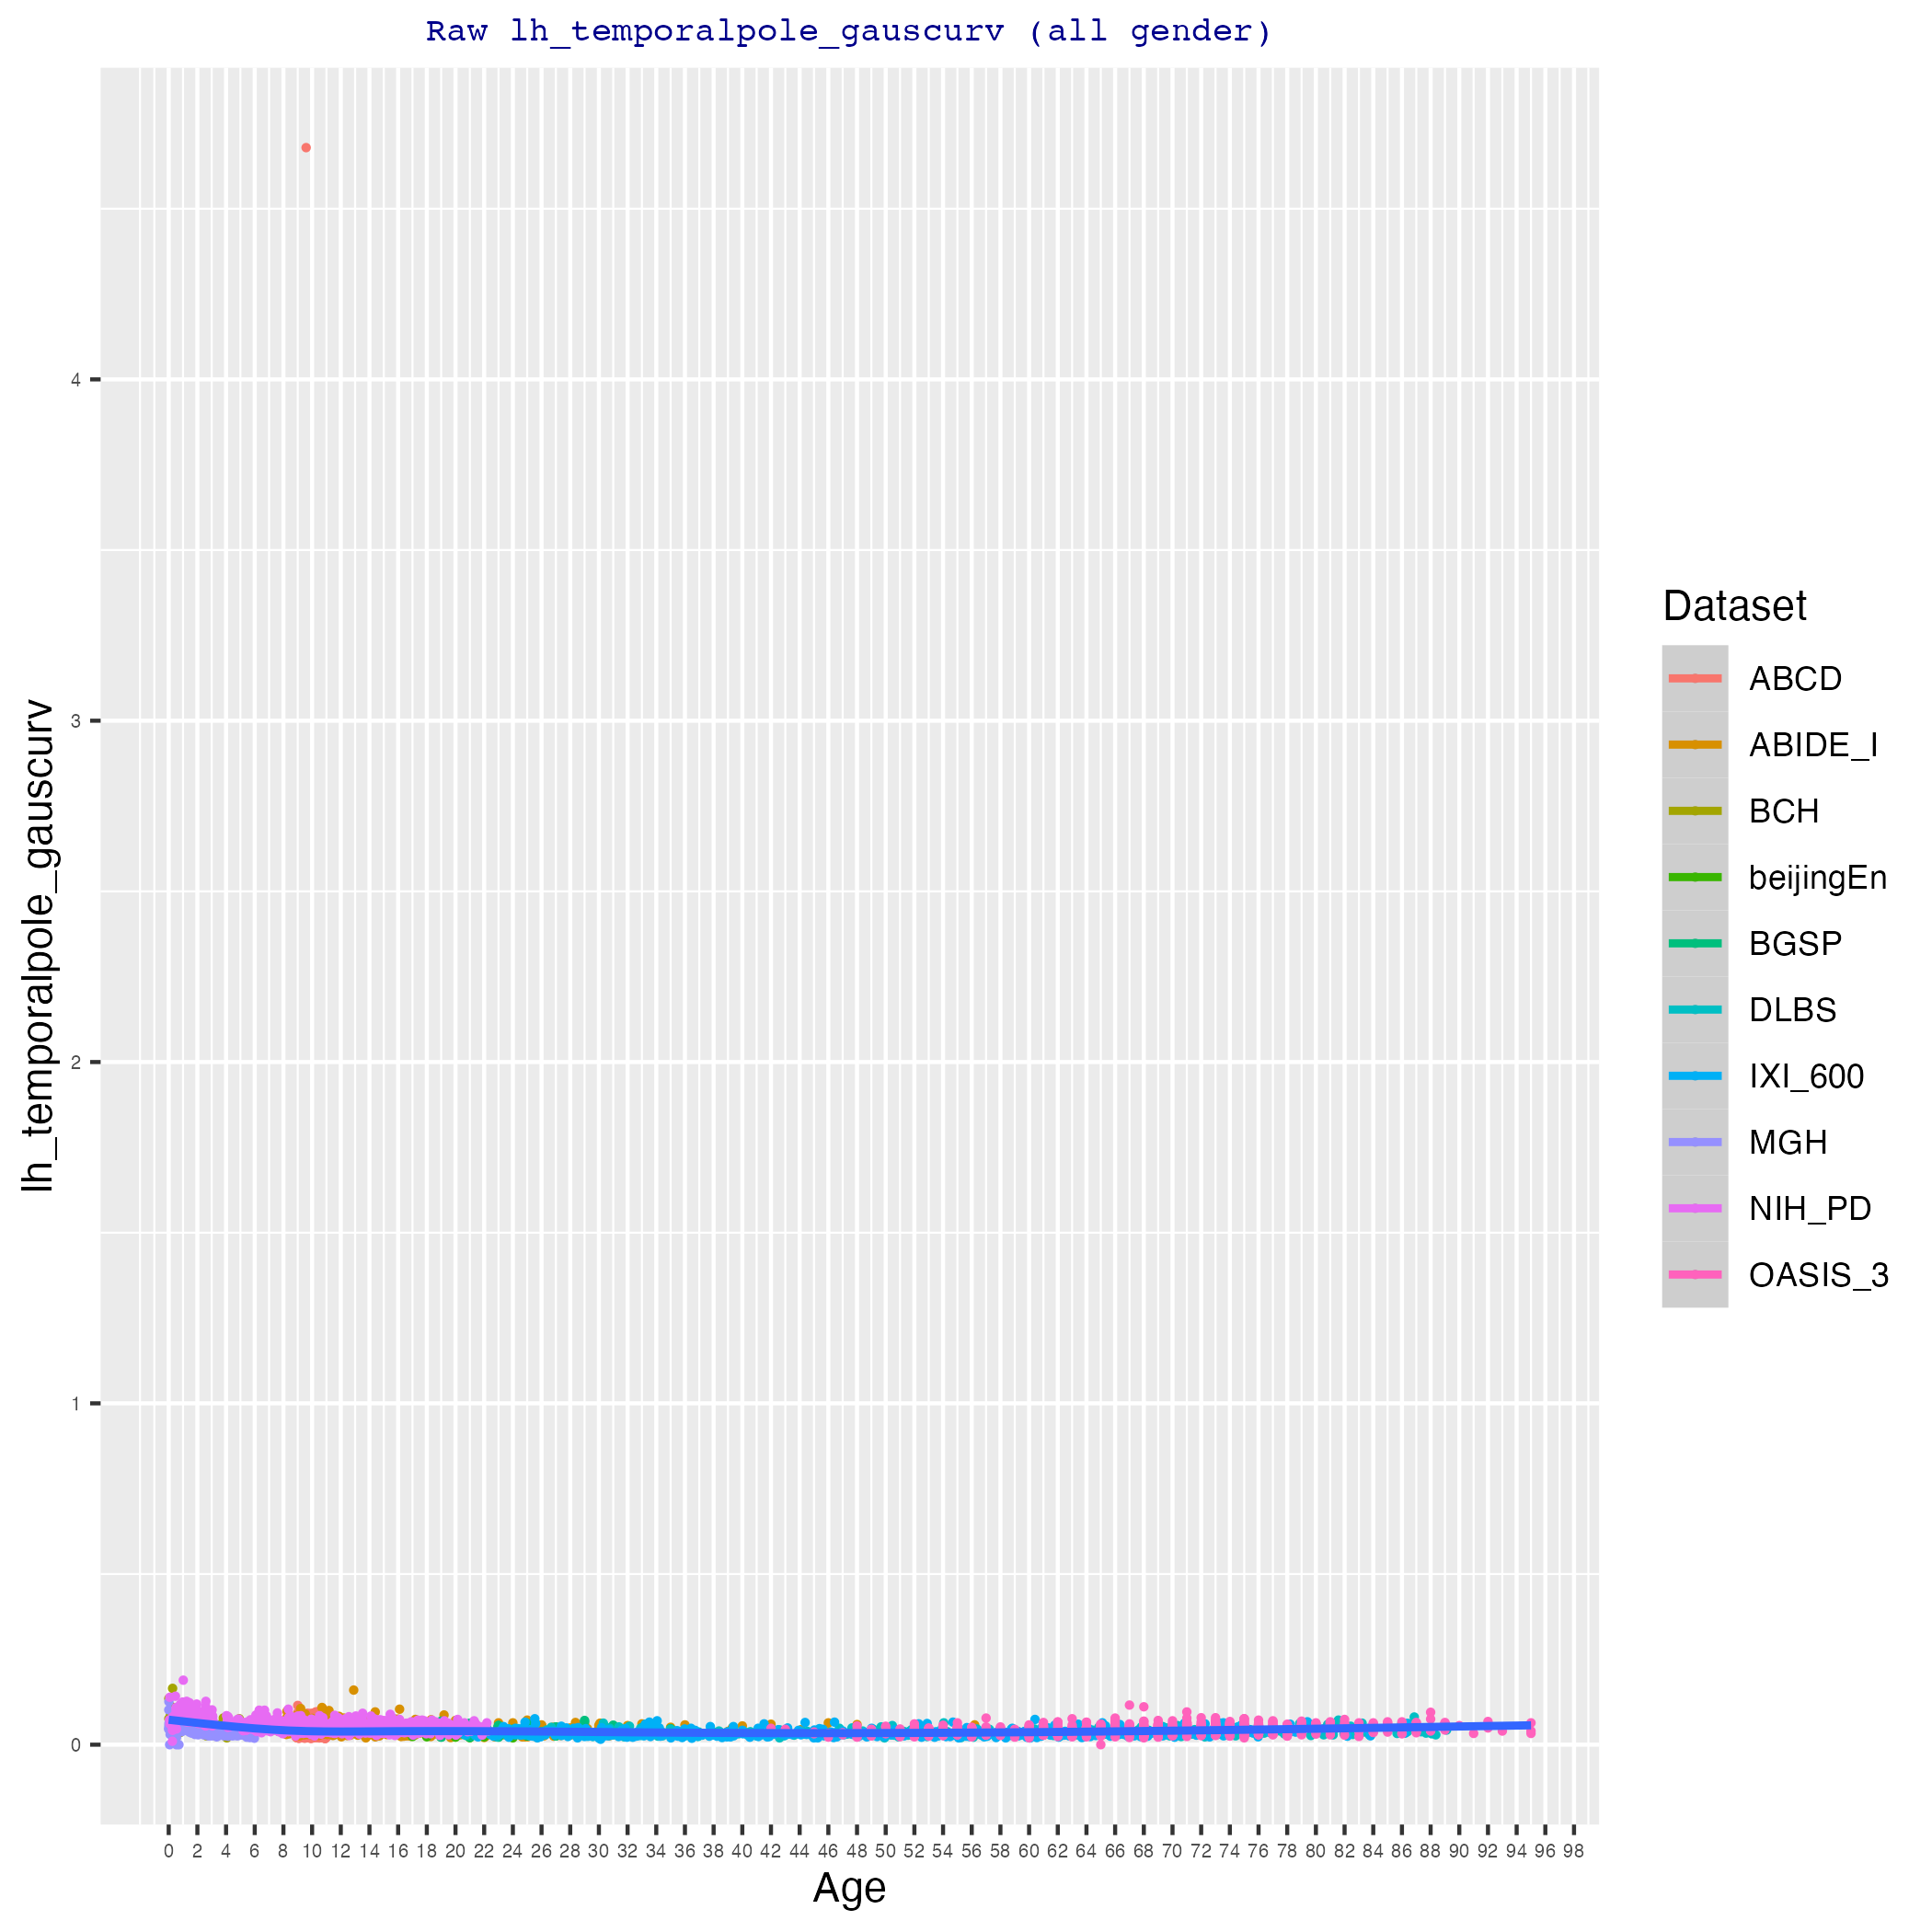 Raw lh_temporalpole_gauscurv (all gender)
lh_temporalpole_gauscurv
4
3
2
1
0
0 2 4 6 8 10 12 14 16 18 20 22 24 26 28 30 32 34 36 38 40 42 44 46 48 50 52 54 56 58 60 62 64 66 68 70 72 74 76 78 80 82 84 86 88 90 92 94 96 98
Age
Dataset
ABCD
ABIDE_I
BCH
beijingEn
BGSP
DLBS
IXI_600
MGH
NIH_PD
OASIS_3